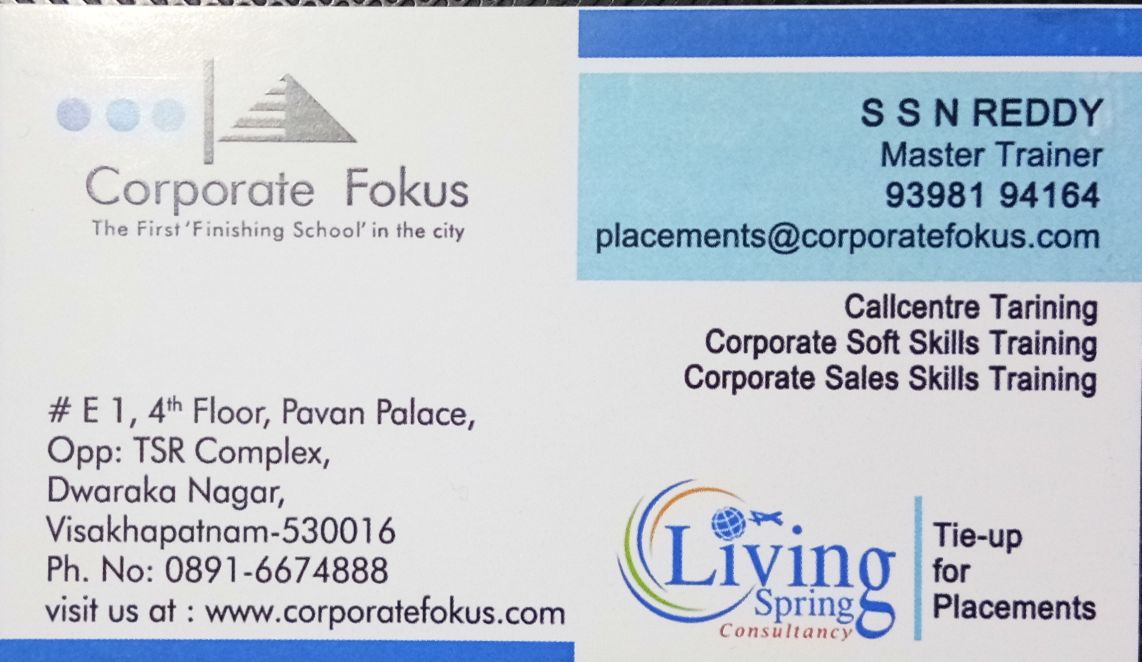 Corporate Fokus
The First 'Finishing School' in the city
# E 1, 4th Floor, Pavan Palace,
Opp: TSR Complex,
Dwaraka Nagar,
Visakhapatnam-530016
Ph. No: 0891-6674888
visit us at : www.corporatefokus.com
S S N REDDY
Master Trainer
93981 94164
placements@corporatefokus.com
Callcentre Tarining
Corporate Soft Skills Training
Corporate Sales Skills Training
Living
Spring
Consultancy
Tie-up
for
Placements